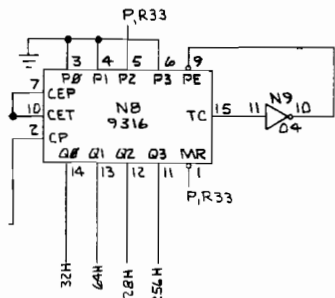 P,R33
3 4 5 6 9
P0 P1 P2 P3 PE
7 CEP
10 CET
2 CP
N8
9316
TC 15 11 N9 10
04
Q0 Q1 Q2 Q3 MR
14 13 12 11 1
P,R33
32H
64H
128H
256H